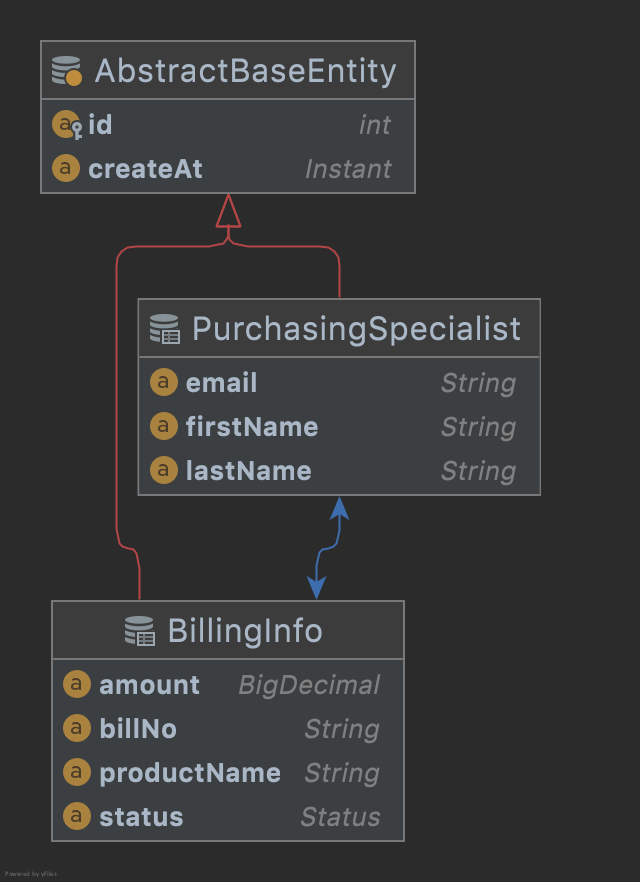 AbstractBaseEntity
id int
createAt Instant
PurchasingSpecialist
email String
firstName String
lastName String
BillingInfo
amount BigDecimal
billNo String
productName String
status Status
Powered by yFiles